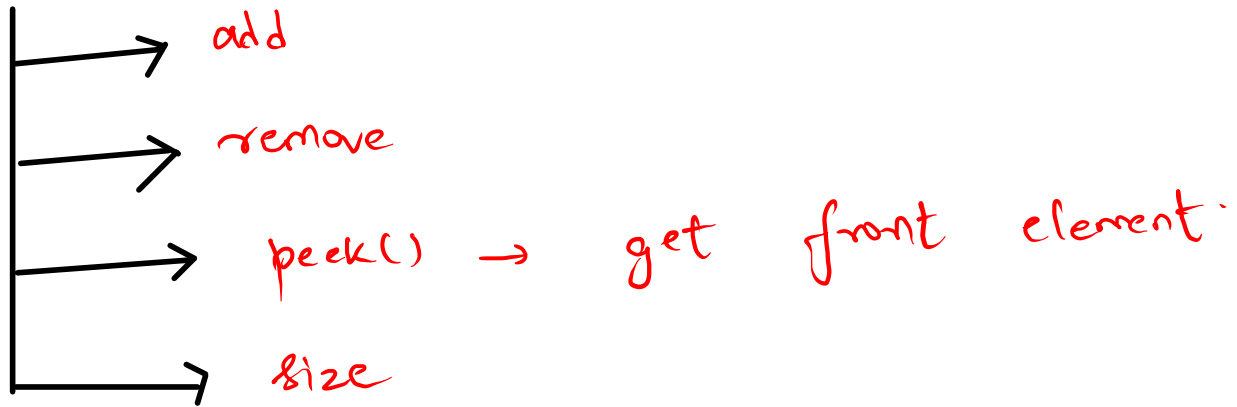 add
remove
peek() → get front element.
size